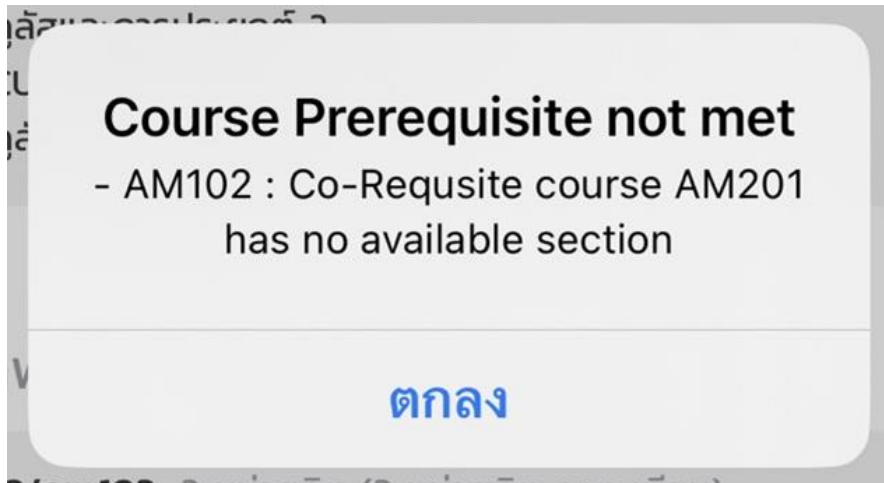 Course Prerequisite not met
- AM102 : Co-Requsite course AM201
has no available section
ตกลง